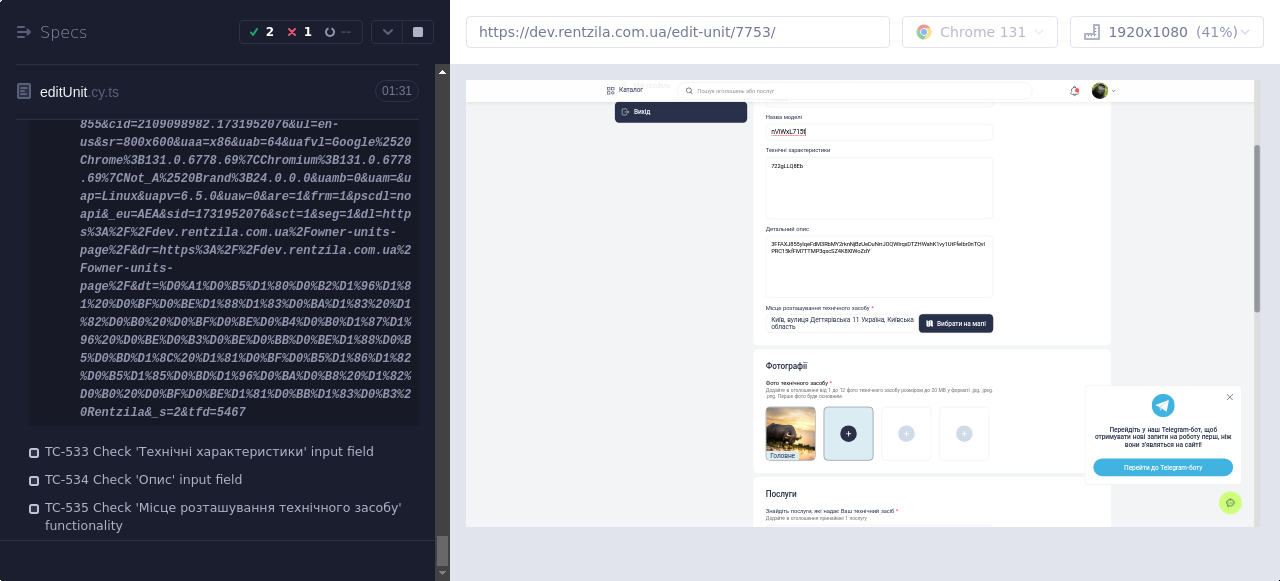 Specs
2
1
--
editUnit.cy.ts
01:31
855&cid=2109098982.1731952076&ul=en-
us&sr=800x600&uaa=x86&uab=64&uafvl=Google%2520
Chrome%3B131.0.6778.69%7CChromium%3B131.0.6778
.69%7CNot_A%2520Brand%3B24.0.0.0&uamb=0&uam=&u
ap=Linux&uapv=6.5.0&uaw=0&are=1&frm=1&pscdl=no
api&_eu=AEA&sid=1731952076&sct=1&seg=1&dl=http
s%3A%2F%2Fdev.rentzila.com.ua%2Fowner-units-
page%2F&dr=https%3A%2F%2Fdev.rentzila.com.ua%2
Fowner-units-
page%2F&dt=%D0%A1%D0%B5%D1%80%D0%B2%D1%96%D1%8
1%20%D0%BF%D0%BE%D1%88%D1%83%D0%BA%D1%83%20%D1
%82%D0%B0%20%D0%BF%D0%BE%D0%B4%D0%B0%D1%87%D1%
96%20%D0%BE%D0%B3%D0%BE%D0%BB%D0%BE%D1%88%D0%B
5%D0%BD%D1%8C%20%D1%81%D0%BF%D0%B5%D1%86%D1%82
%D0%B5%D1%85%D0%BD%D1%96%D0%BA%D0%B8%20%D1%82%
D0%B0%20%D0%BF%D0%BE%D1%81%D0%BB%D1%83%D0%B3%2
0Rentzila&_s=2&tfd=5467
TC-533 Check 'Технічні характеристики' input field
TC-534 Check 'Опис' input field
TC-535 Check 'Місце розташування технічного засобу'
functionality
https://dev.rentzila.com.ua/edit-unit/7753/
Chrome 131
1920x1080 (41%)
Каталог
Пошук оголошень або послуг
Вихід
Назва моделі
Технічні характеристики
722gLLQ8Eb
Детальний опис
Місце розташування технічного засобу *
Київ, вулиця Дегтярівська 11 Україна, Київська
область
Вибрати на мапі
Фотографії
Фото технічного засобу *
Додайте в оголошення від 1 до 12 фото технічного засобу розміром до 20 MB у форматі .jpg, .jpeg,
.png. Перше фото буде основним.
Головне
Послуги
Знайдіть послуги, які надає Ваш технічний засіб *
Додайте в оголошення принаймні 1 послугу
Перейдіть у наш Telegram-бот, щоб
отримувати нові запити на роботу перш, ніж
вони з'являться на сайті!
Перейти до Telegram-боту